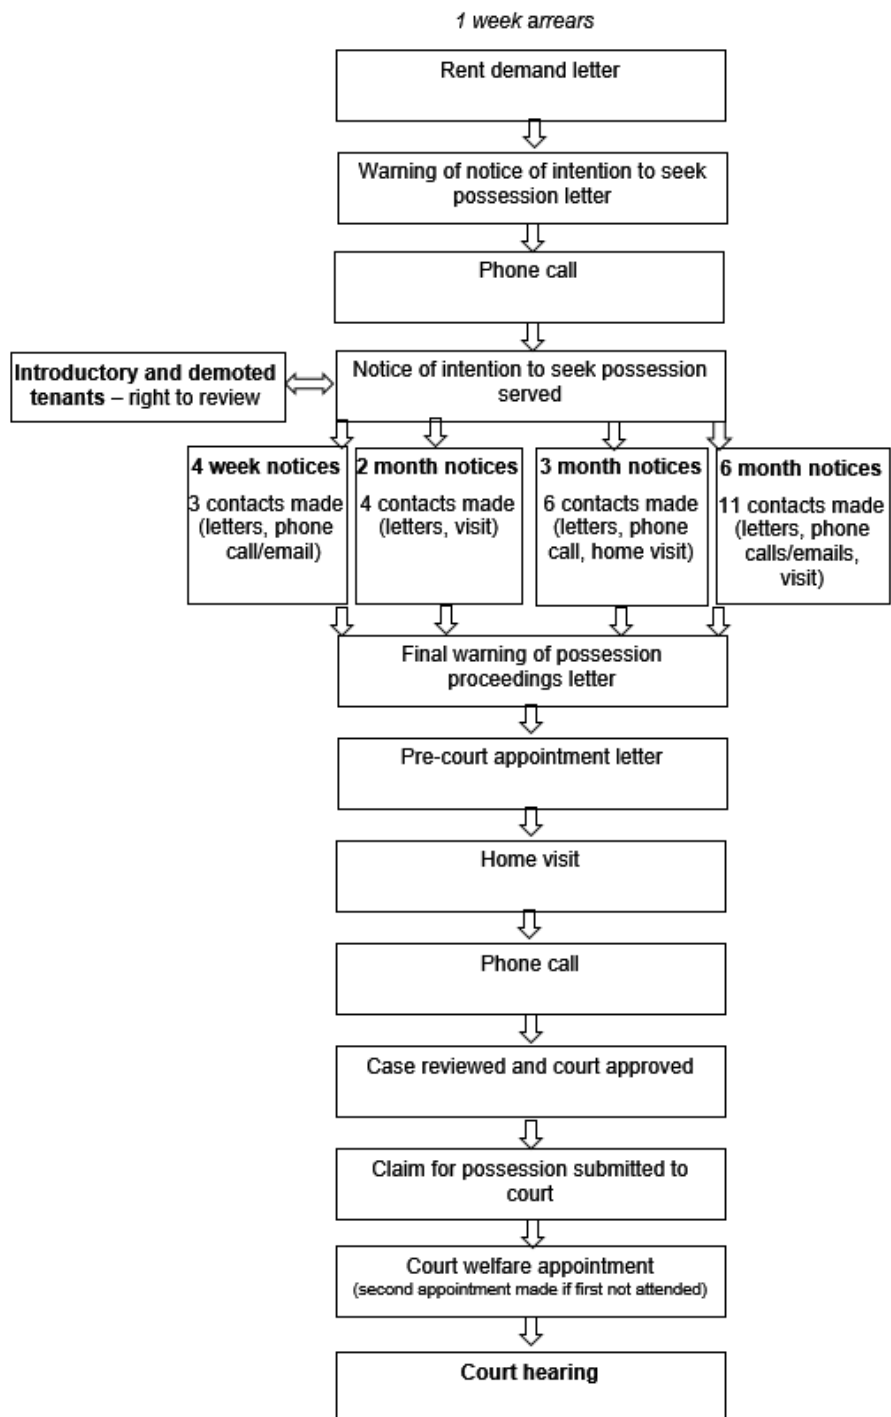 1 week arrears
Rent demand letter
Warning of notice of intention to seek
possession letter
Phone call
Introductory and demoted
tenants – right to review
Notice of intention to seek possession
served
4 week notices
3 contacts made
(letters, phone
call/email)
2 month notices
4 contacts made
(letters, visit)
3 month notices
6 contacts made
(letters, phone
call, home visit)
6 month notices
11 contacts made
(letters, phone
calls/emails,
visit)
Final warning of possession
proceedings letter
Pre-court appointment letter
Home visit
Phone call
Case reviewed and court approved
Claim for possession submitted to
court
Court welfare appointment
(second appointment made if first not attended)
Court hearing